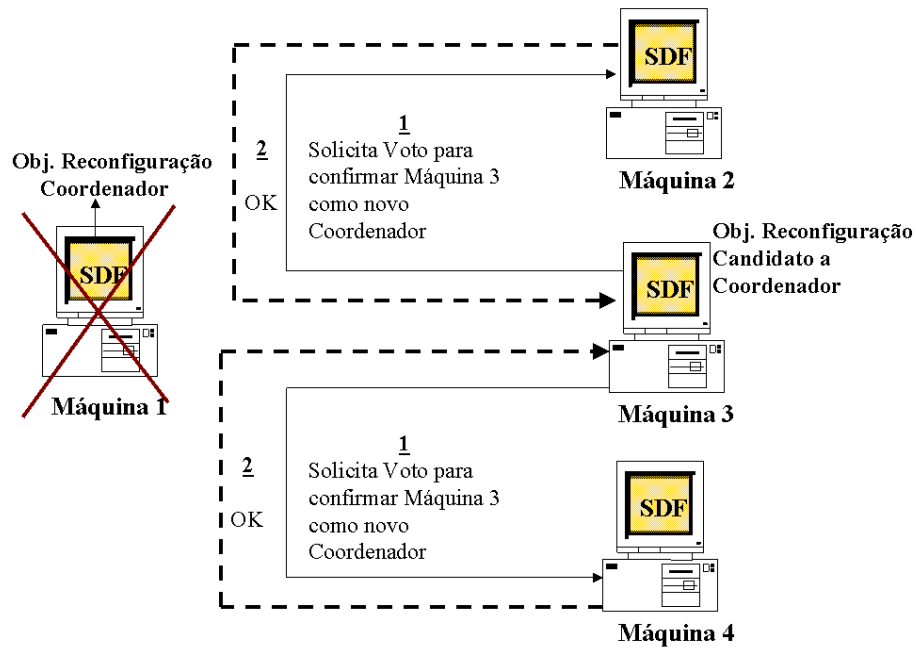 SDF
Máquina 2
1
Solicita Voto para
confirmar Máquina 3
como novo
Coordenador
2
OK
Obj. Reconfiguração
Coordenador
SDF
Máquina 1
Obj. Reconfiguração
Candidato a
Coordenador
SDF
Máquina 3
1
Solicita Voto para
confirmar Máquina 3
como novo
Coordenador
2
OK
SDF
Máquina 4